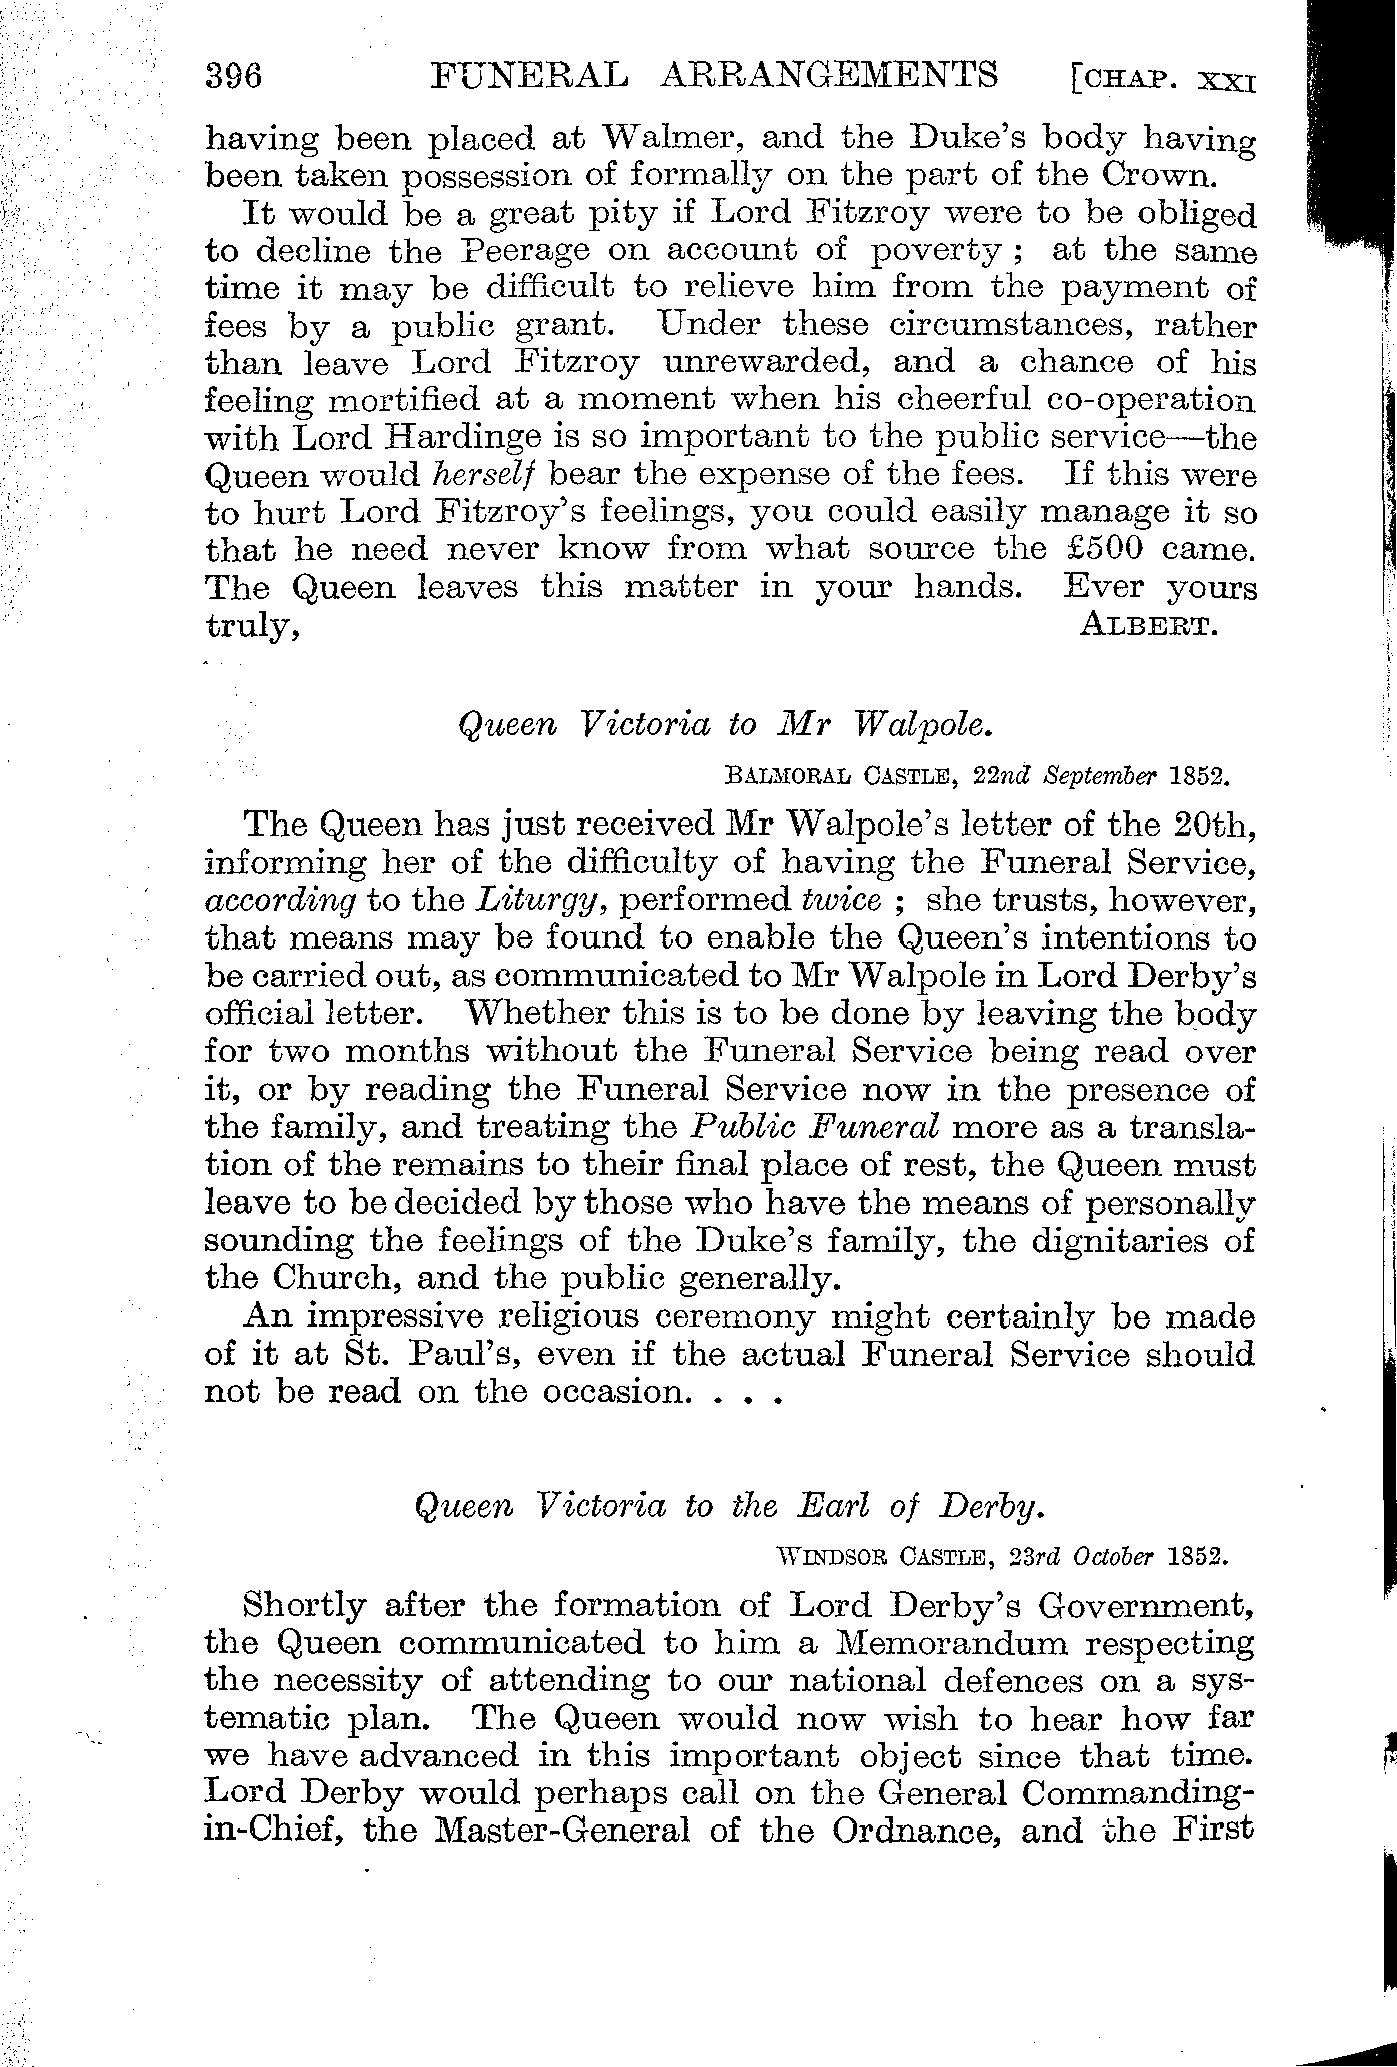 396 FUNERAL ARRANGEMENTS [CHAP. XXI
having been placed at Walmer, and the Duke's body having
been taken possession of formally on the part of the Crown.
It would be a great pity if Lord Fitzroy were to be obliged
to decline the Peerage on account of poverty ; at the same
time it may be difficult to relieve him from the payment of
fees by a public grant. Under these circumstances, rather
than leave Lord Fitzroy unrewarded, and a chance of his
feeling mortified at a moment when his cheerful co-operation
with Lord Hardinge is so important to the public service—the
Queen would herself bear the expense of the fees. If this were
to hurt Lord Fitzroy's feelings, you could easily manage it so
that he need never know from what source the £500 came.
The Queen leaves this matter in your hands. Ever yours
truly, ALBERT.
Queen Victoria to Mr Walpole.
BALMORAL CASTLE, 22nd September 1852.
The Queen has just received Mr Walpole's letter of the 20th,
informing her of the difficulty of having the Funeral Service,
according to the Liturgy, performed twice ; she trusts, however,
that means may be found to enable the Queen's intentions to
be carried out, as communicated to Mr Walpole in Lord Derby's
official letter. Whether this is to be done by leaving the body
for two months without the Funeral Service being read over
it, or by reading the Funeral Service now in the presence of
the family, and treating the Public Funeral more as a transla-
tion of the remains to their final place of rest, the Queen must
leave to be decided by those who have the means of personally
sounding the feelings of the Duke's family, the dignitaries of
the Church, and the public generally.
An impressive religious ceremony might certainly be made
of it at St. Paul's, even if the actual Funeral Service should
not be read on the occasion. . . .
Queen Victoria to the Earl of Derby.
WINDSOR CASTLE, 23rd October 1852.
Shortly after the formation of Lord Derby's Government,
the Queen communicated to him a Memorandum respecting
the necessity of attending to our national defences on a sys-
tematic plan. The Queen would now wish to hear how far
we have advanced in this important object since that time.
Lord Derby would perhaps call on the General Commanding-
in-Chief, the Master-General of the Ordnance, and the First